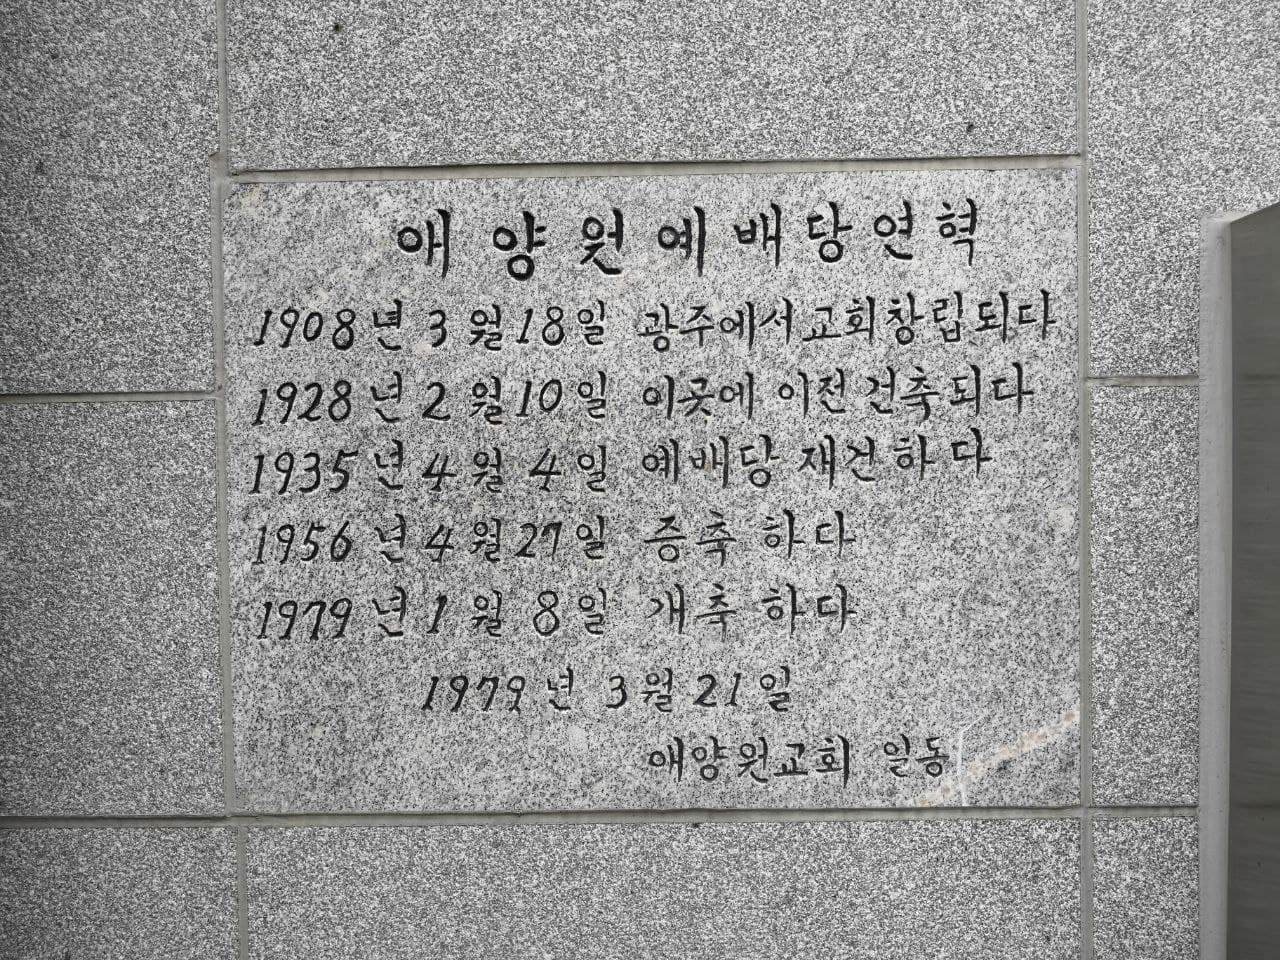 애양원예배당연혁
1908년 3월 18일 광주에서교회창립되다
1928년 2월 10일 이곳에 이전 건축되다
1935년 4월 4일 예배당 재건하다
1956년 4월 27일 증축 하다
1979년 1월 8일 개축 하다
1979년 3월 21일
애양원교회 일동